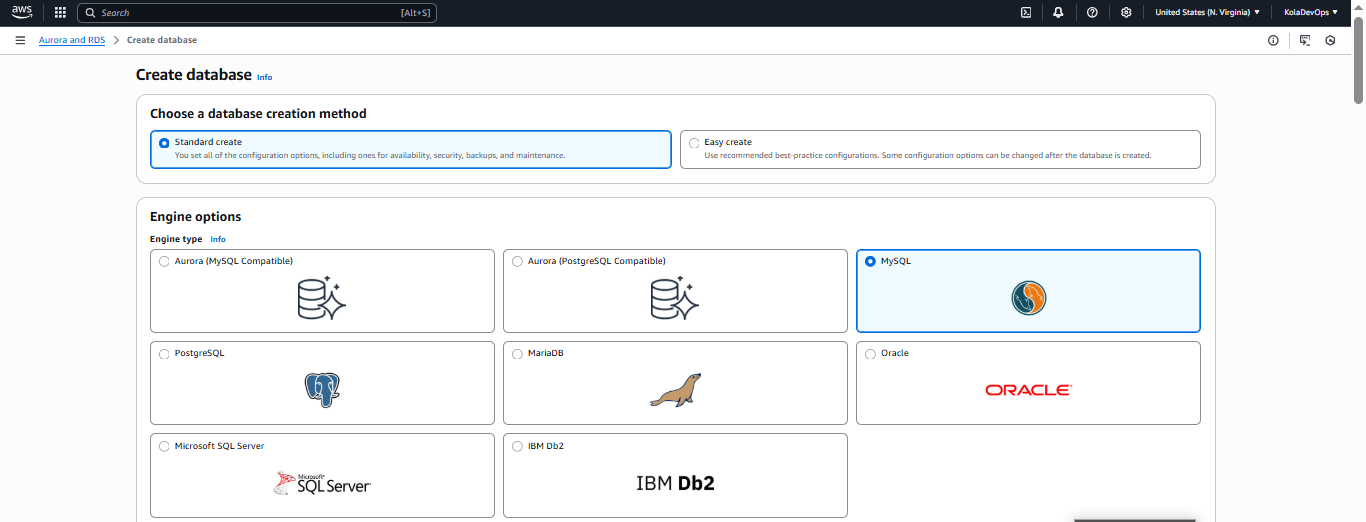 aws Search [Alt+S] United States (N. Virginia) KolaDevOps
Aurora and RDS > Create database
Create database Info
Choose a database creation method
Standard create
You set all of the configuration options, including ones for availability, security, backups, and maintenance.
Easy create
Use recommended best-practice configurations. Some configuration options can be changed after the database is created.
Engine options
Engine type Info
Aurora (MySQL Compatible)
Aurora (PostgreSQL Compatible)
MySQL
PostgreSQL
MariaDB
Oracle
ORACLE
Microsoft SQL Server
Microsoft
SQL Server
IBM Db2
IBM Db2